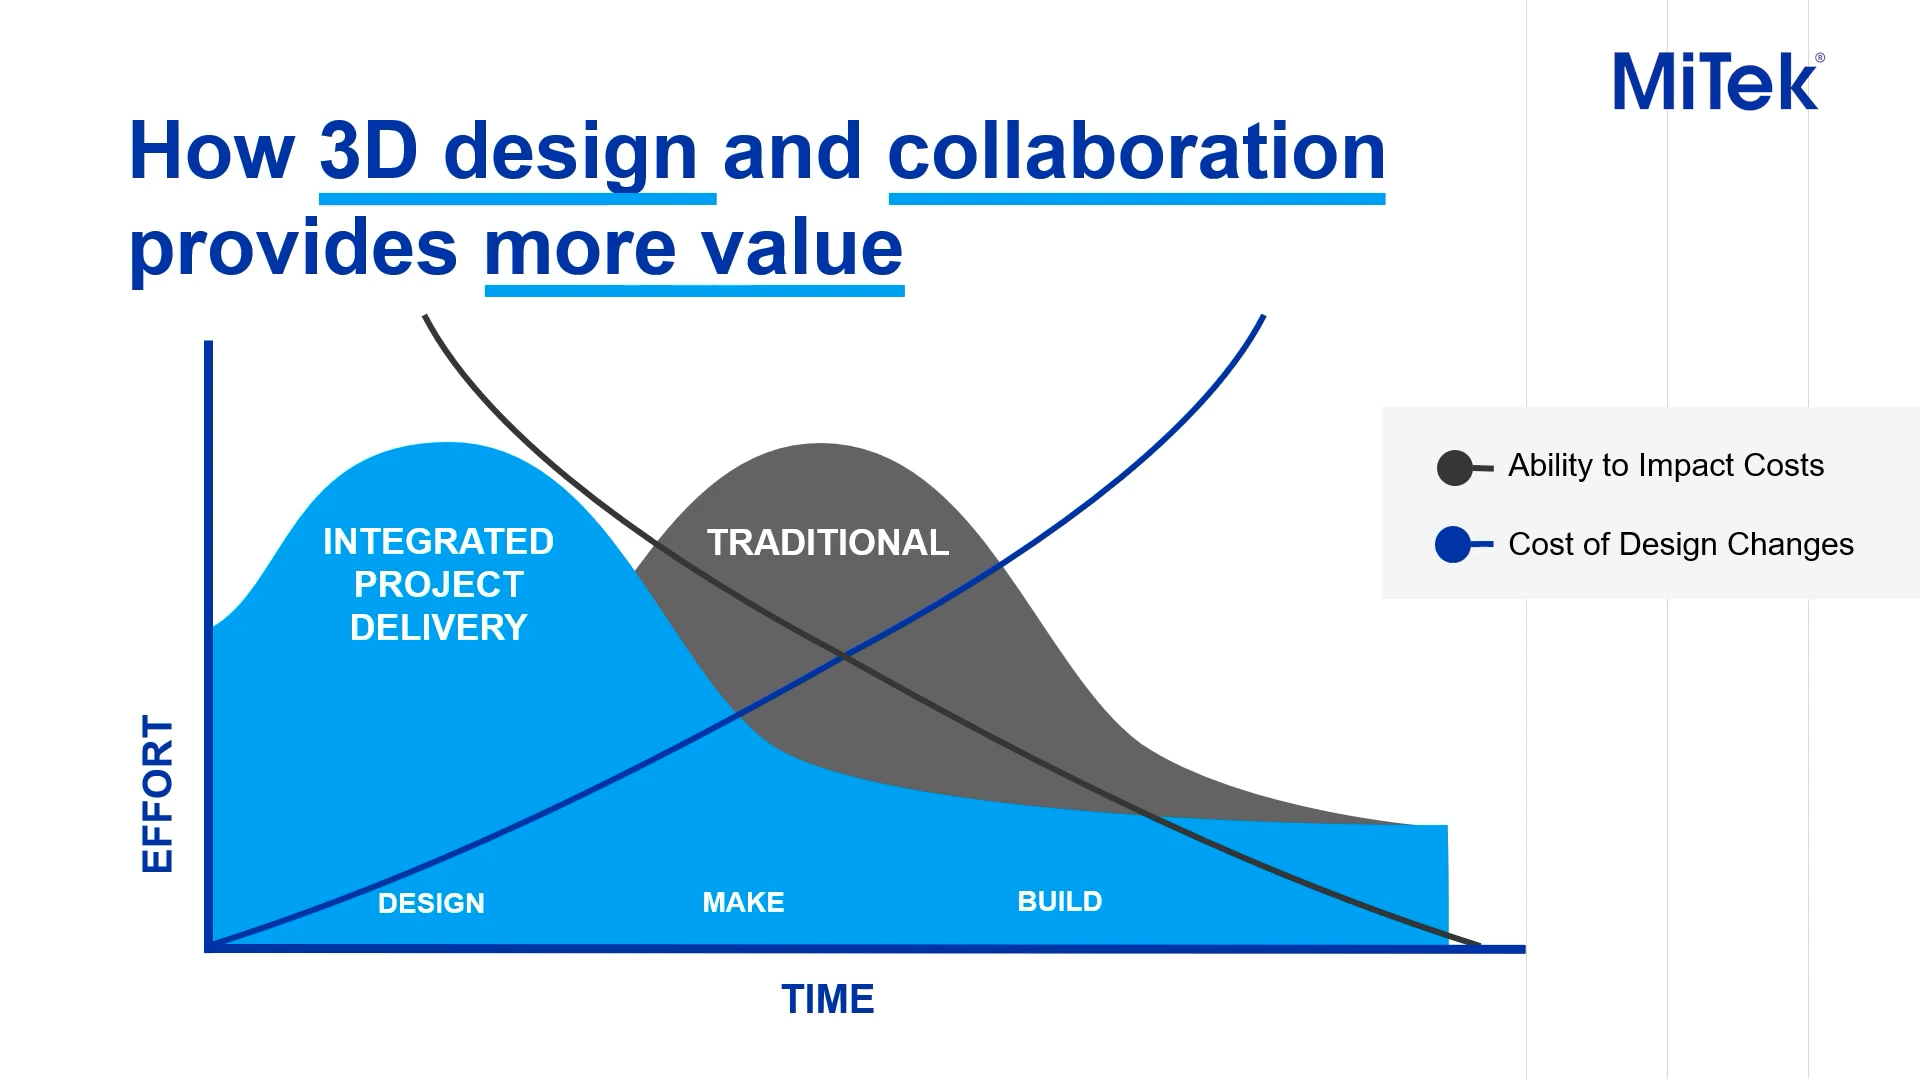 MiTek®
How 3D design and collaboration
provides more value
Ability to Impact Costs
Cost of Design Changes
INTEGRATED
PROJECT
DELIVERY
TRADITIONAL
EFFORT
DESIGN
MAKE
BUILD
TIME